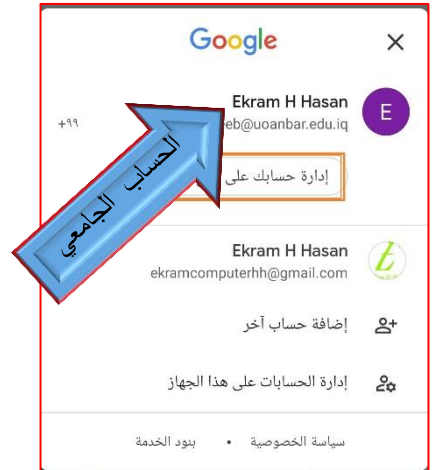 Google
Ekram H Hasan
eb@uoanbar.edu.iq
+٩٩
E
إدارة حسابك على
الحساب الجامعي
Ekram H Hasan
ekramcomputerhh@gmail.com
إضافة حساب آخر
إدارة الحسابات على هذا الجهاز
سياسة الخصوصية • بنود الخدمة